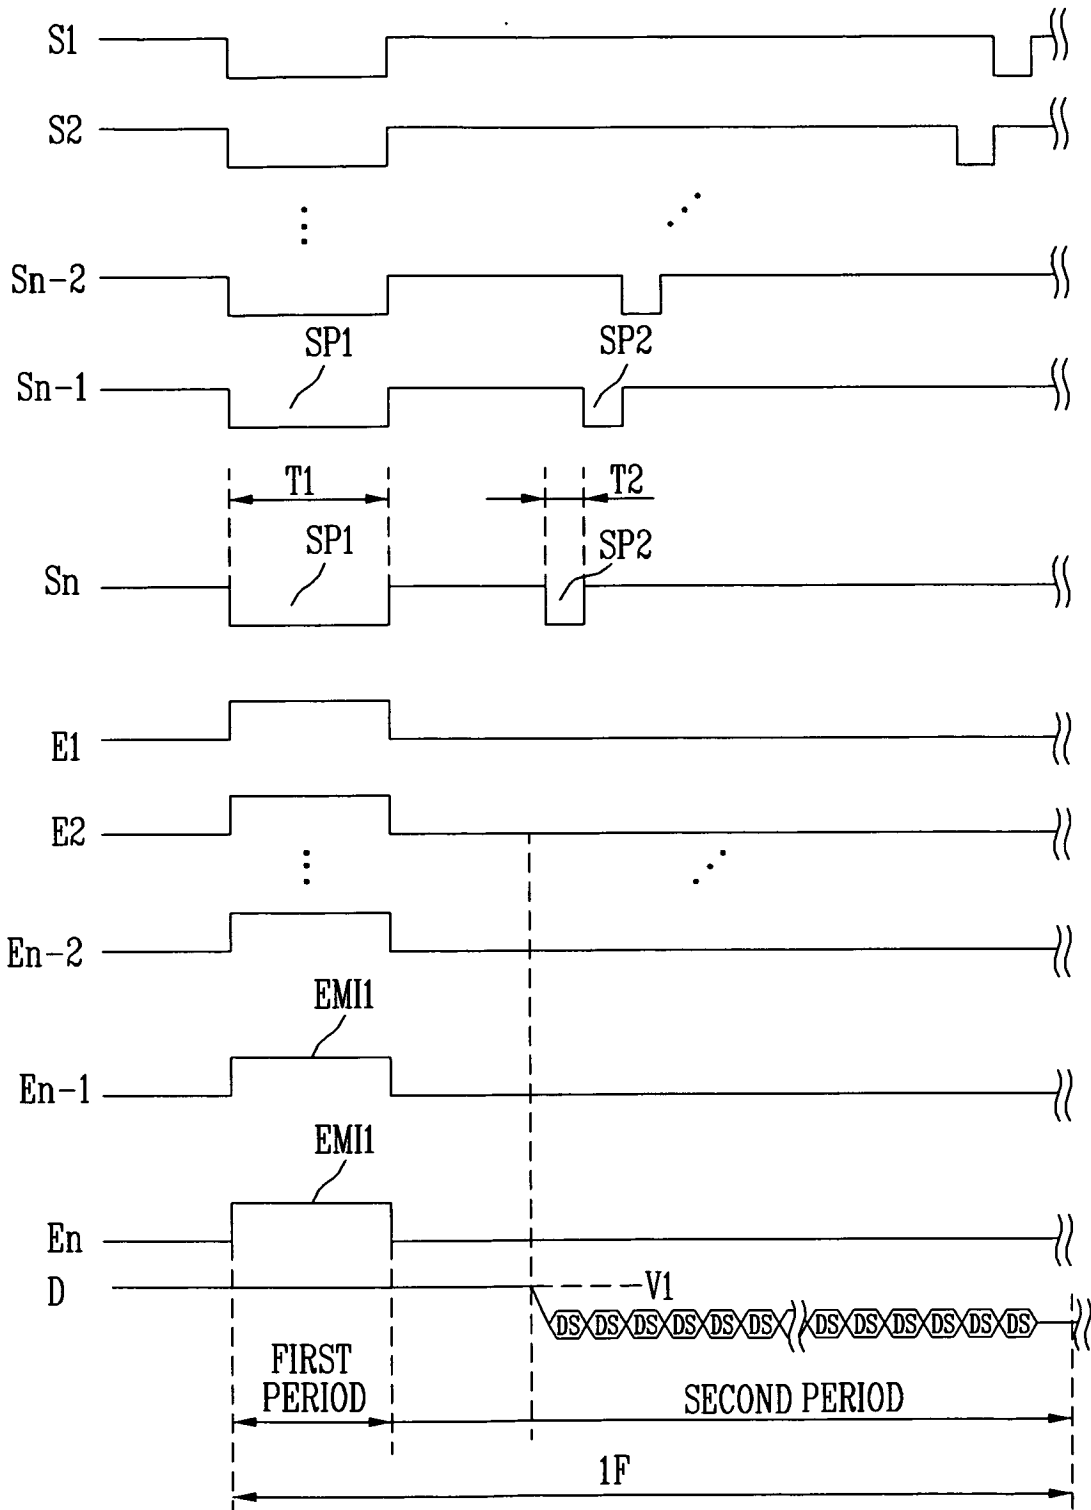 S1
S2
Sn-2
SP1
SP2
Sn-1
T1
T2
SP1
SP2
Sn
E1
E2
En-2
EMI1
En-1
EMI1
En
D
V1
DS DS DS DS DS DS DS DS DS DS DS DS
FIRST PERIOD
SECOND PERIOD
1F